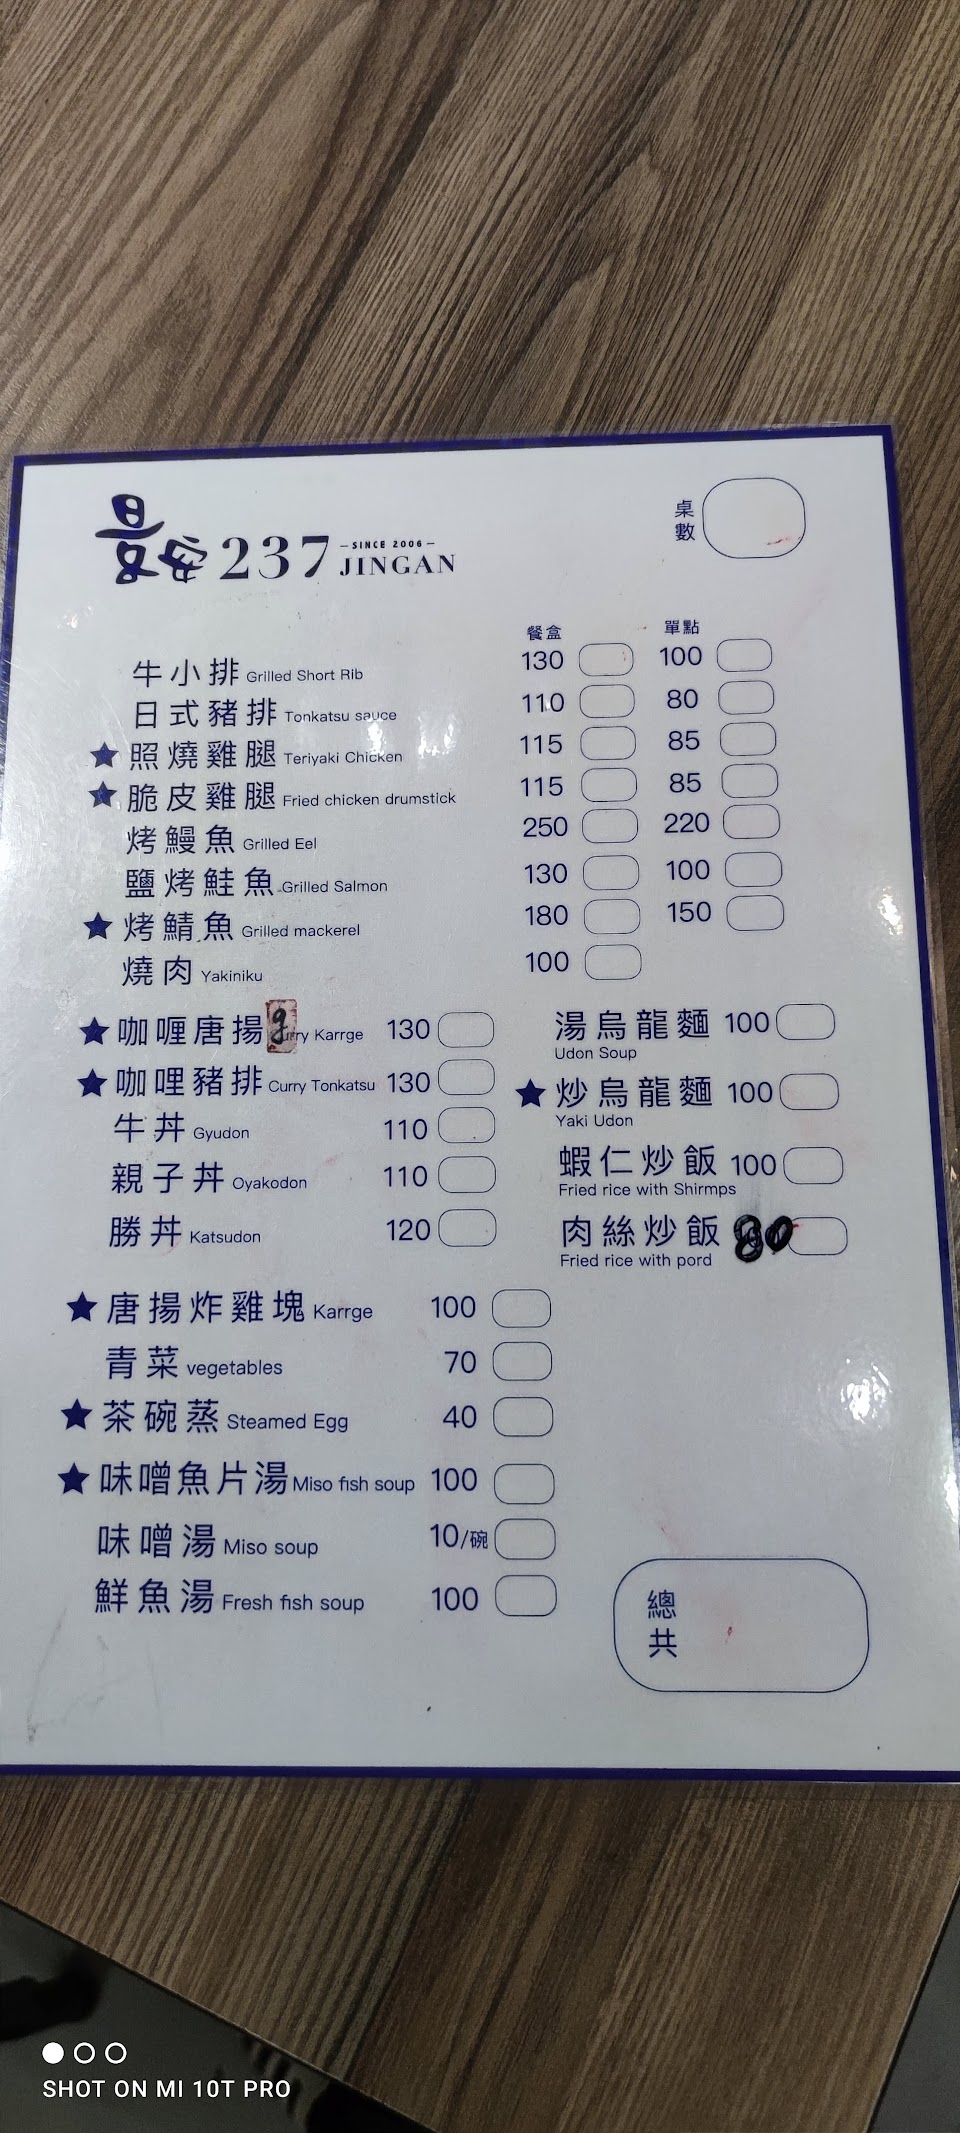 景安237 –SINCE 2006– JINGAN
桌數
餐盒 單點
牛小排 Grilled Short Rib 130 100
日式豬排 Tonkatsu sauce 110 80
★照燒雞腿 Teriyaki Chicken 115 85
★脆皮雞腿 Fried chicken drumstick 115 85
烤鰻魚 Grilled Eel 250 220
鹽烤鮭魚 Grilled Salmon 130 100
★烤鯖魚 Grilled mackerel 180 150
燒肉 Yakiniku 100
★咖喱唐揚 Curry Karrge 130
★咖哩豬排 Curry Tonkatsu 130
牛丼 Gyudon 110
親子丼 Oyakodon 110
勝丼 Katsudon 120
湯烏龍麵 100
Udon Soup
★炒烏龍麵 100
Yaki Udon
蝦仁炒飯 100
Fried rice with Shirmps
肉絲炒飯 80
Fried rice with pord
★唐揚炸雞塊 Karrge 100
青菜 vegetables 70
★茶碗蒸 Steamed Egg 40
★味噌魚片湯 Miso fish soup 100
味噌湯 Miso soup 10/碗
鮮魚湯 Fresh fish soup 100
總共
SHOT ON MI 10T PRO